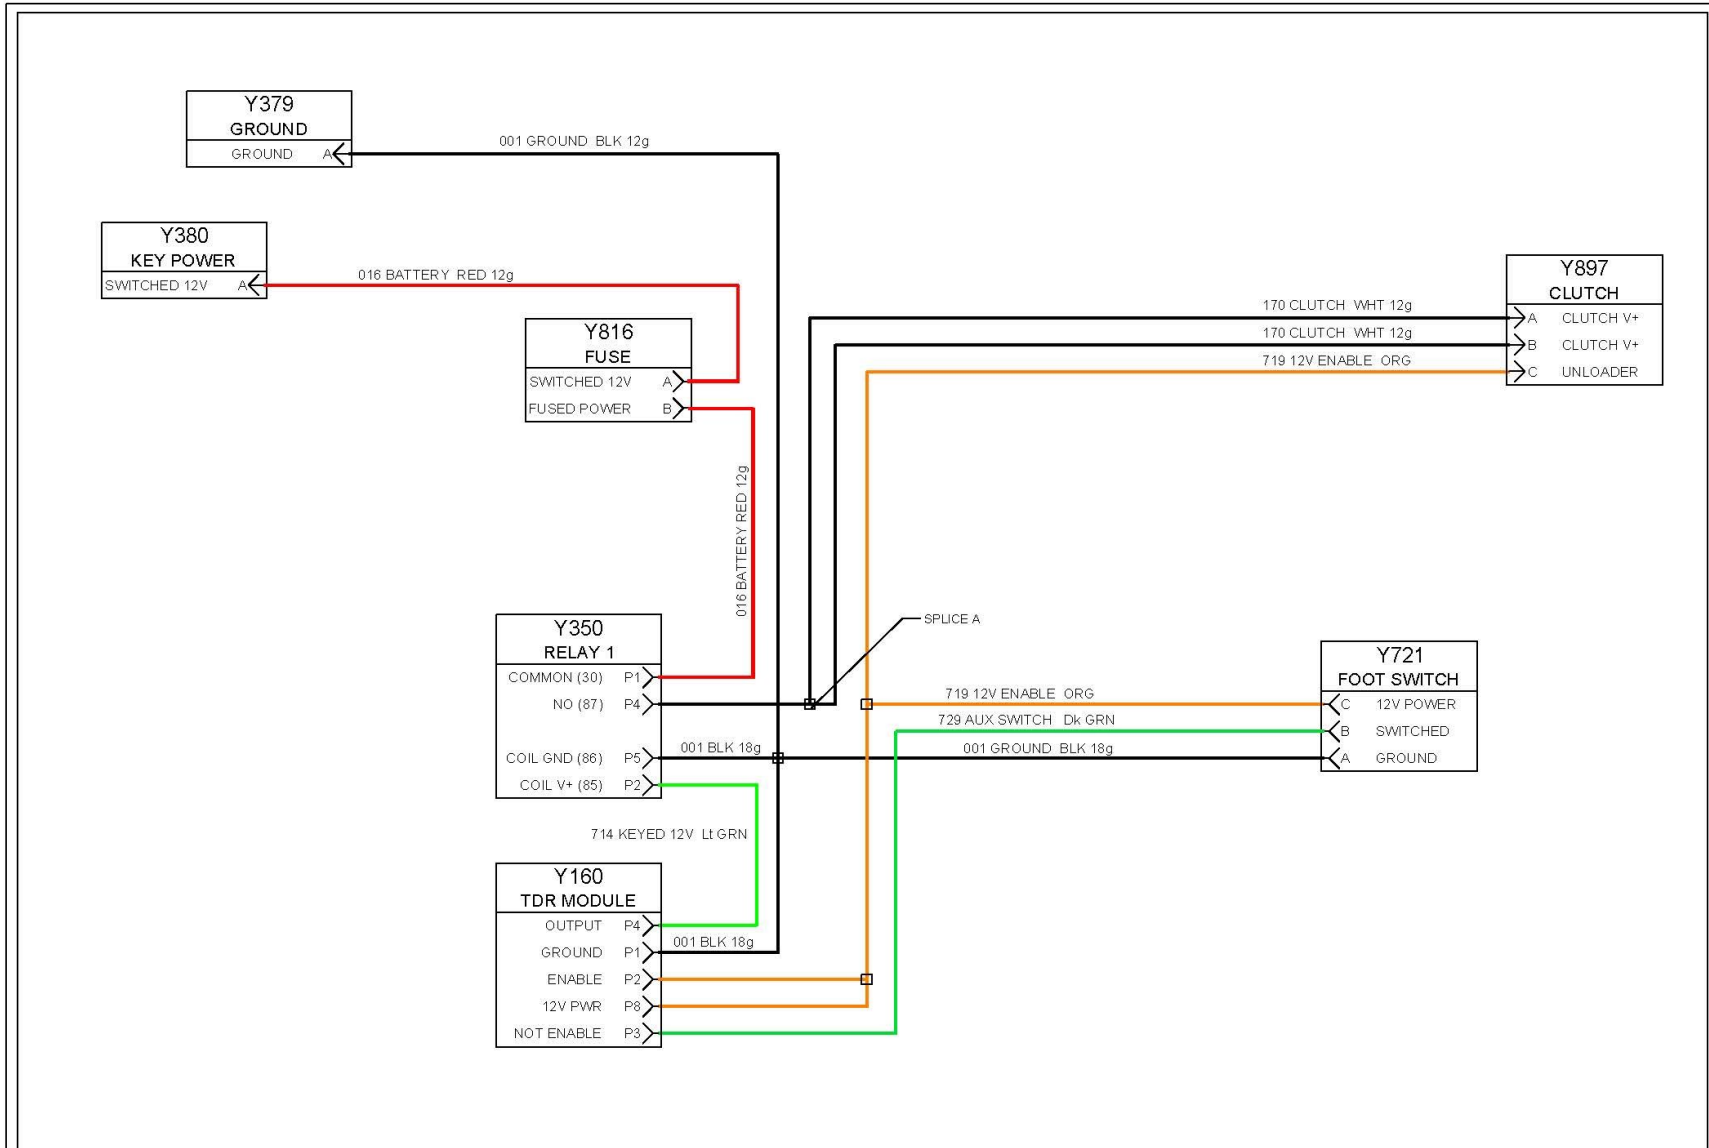 Y379
GROUND
GROUND A
001 GROUND BLK 12g
Y380
KEY POWER
SWITCHED 12V A
016 BATTERY RED 12g
Y816
FUSE
SWITCHED 12V A
FUSED POWER B
016 BATTERY RED 12g
Y897
CLUTCH
A CLUTCH V+
B CLUTCH V+
C UNLOADER
170 CLUTCH WHT 12g
170 CLUTCH WHT 12g
719 12V ENABLE ORG
Y350
RELAY 1
COMMON (30) P1
NO (87) P4
COIL GND (86) P5
COIL V+ (85) P2
SPLICE A
001 BLK 18g
719 12V ENABLE ORG
729 AUX SWITCH Dk GRN
001 GROUND BLK 18g
Y721
FOOT SWITCH
C 12V POWER
B SWITCHED
A GROUND
714 KEYED 12V Lt GRN
Y160
TDR MODULE
OUTPUT P4
GROUND P1
ENABLE P2
12V PWR P8
NOT ENABLE P3
001 BLK 18g